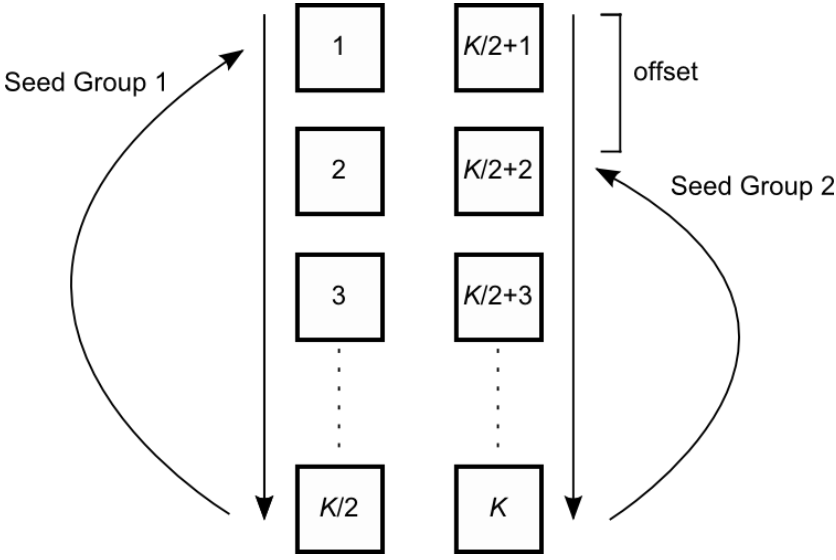 1
K/2+1
offset
Seed Group 1
2
K/2+2
Seed Group 2
3
K/2+3
K/2
K